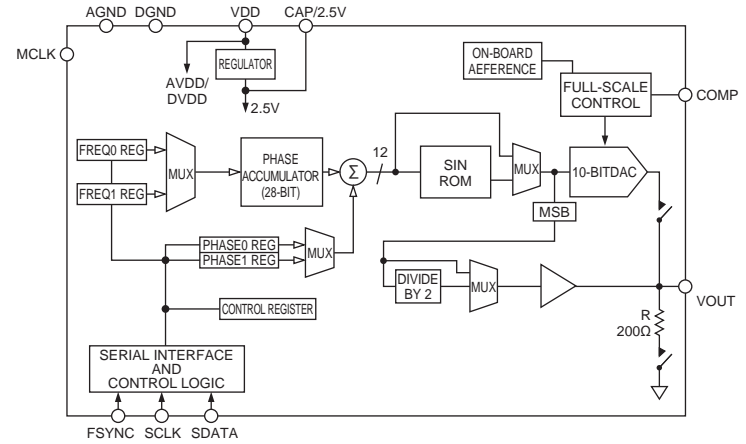 AGND DGND VDD CAP/2.5V
MCLK
REGULATOR
AVDD/
DVDD
2.5V
ON-BOARD
AEFERENCE
FULL-SCALE
CONTROL
COMP
FREQ0 REG
FREQ1 REG
MUX
PHASE
ACCUMULATOR
(28-BIT)
Σ
12
SIN
ROM
MUX
10-BITDAC
MSB
PHASE0 REG
PHASE1 REG
MUX
DIVIDE
BY 2
MUX
VOUT
R
200Ω
CONTROL REGISTER
SERIAL INTERFACE
AND
CONTROL LOGIC
FSYNC SCLK SDATA